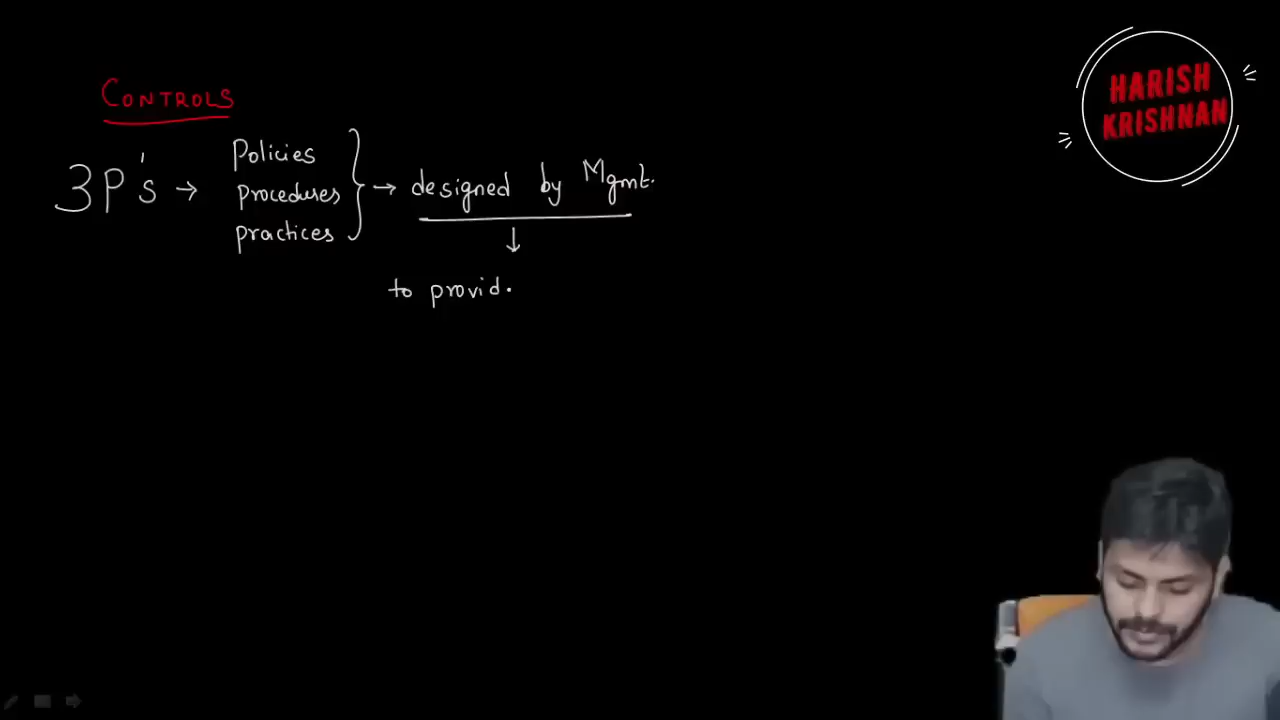 CONTROLS
3P's → Policies
procedures
practices
→ designed by Mgmt.
↓
to provid.
HARISH
KRISHNAN